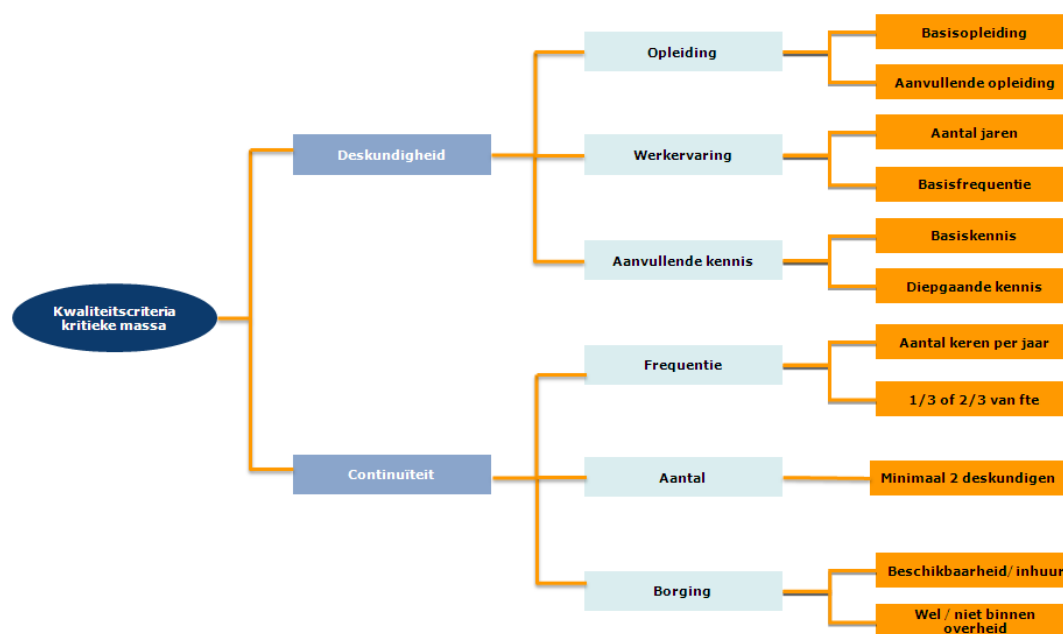 Kwaliteitscriteria
kritieke massa
Deskundigheid
Opleiding
Basisopleiding
Aanvullende opleiding
Werkervaring
Aantal jaren
Basisfrequentie
Aanvullende kennis
Basiskennis
Diepgaande kennis
Continuïteit
Frequentie
Aantal keren per jaar
1/3 of 2/3 van fte
Aantal
Minimaal 2 deskundigen
Borging
Beschikbaarheid/ inhuur
Wel / niet binnen
overheid